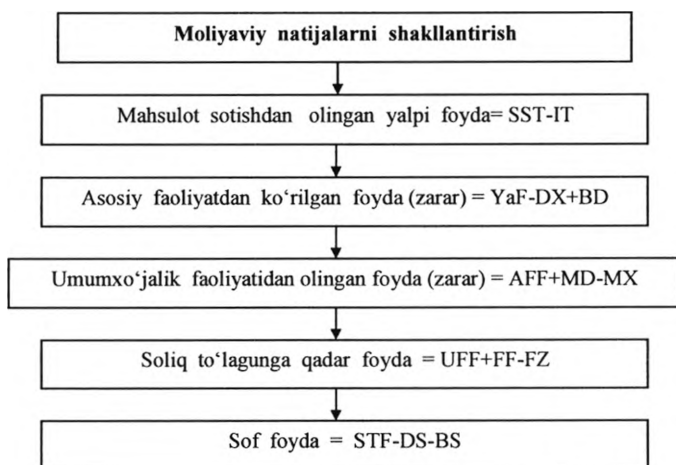 Moliyaviy natijalarni shakllantirish
Mahsulot sotishdan olingan yalpi foyda= SST-IT
Asosiy faoliyatdan ko‘rilgan foyda (zarar) = YaF-DX+BD
Umumxo‘jalik faoliyatidan olingan foyda (zarar) = AFF+MD-MX
Soliq to‘lagunga qadar foyda = UFF+FF-FZ
Sof foyda = STF-DS-BS